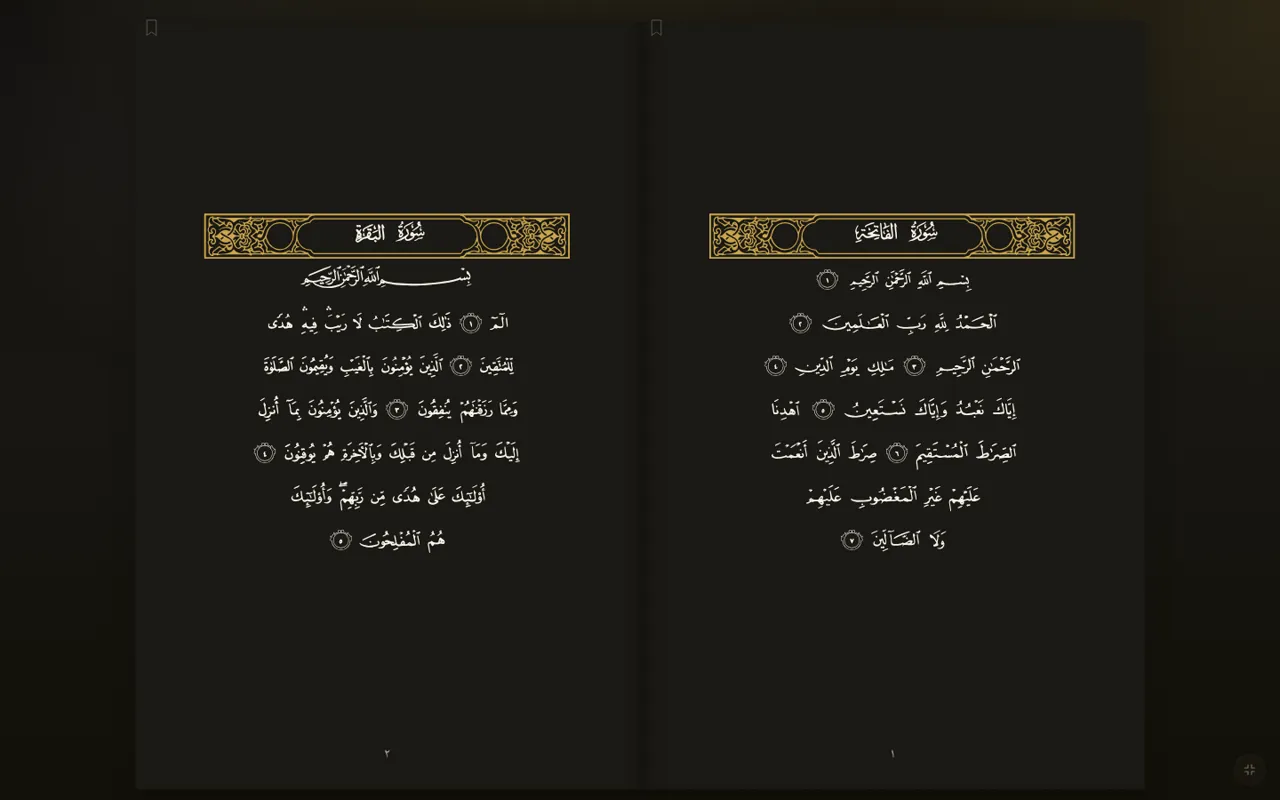 سُورَةُ الفَاتِحَةِ
بِسْمِ ٱللَّهِ ٱلرَّحْمَٰنِ ٱلرَّحِيمِ ١
ٱلْحَمْدُ لِلَّهِ رَبِّ ٱلْعَٰلَمِينَ ٢
ٱلرَّحْمَٰنِ ٱلرَّحِيمِ ٣ مَٰلِكِ يَوْمِ ٱلدِّينِ ٤
إِيَّاكَ نَعْبُدُ وَإِيَّاكَ نَسْتَعِينُ ٥ ٱهْدِنَا
ٱلصِّرَٰطَ ٱلْمُسْتَقِيمَ ٦ صِرَٰطَ ٱلَّذِينَ أَنْعَمْتَ
عَلَيْهِمْ غَيْرِ ٱلْمَغْضُوبِ عَلَيْهِمْ
وَلَا ٱلضَّآلِّينَ ٧
١
سُورَةُ البَقَرَةِ
بِسْمِ ٱللَّهِ ٱلرَّحْمَٰنِ ٱلرَّحِيمِ
الٓمٓ ١ ذَٰلِكَ ٱلْكِتَٰبُ لَا رَيْبَۛ فِيهِۛ هُدًى
لِّلْمُتَّقِينَ ٢ ٱلَّذِينَ يُؤْمِنُونَ بِٱلْغَيْبِ وَيُقِيمُونَ ٱلصَّلَوٰةَ
وَمِمَّا رَزَقْنَٰهُمْ يُنفِقُونَ ٣ وَٱلَّذِينَ يُؤْمِنُونَ بِمَآ أُنزِلَ
إِلَيْكَ وَمَآ أُنزِلَ مِن قَبْلِكَ وَبِٱلْأَخِرَةِ هُمْ يُوقِنُونَ ٤
أُو۟لَٰٓئِكَ عَلَىٰ هُدًى مِّن رَّبِّهِمْۖ وَأُو۟لَٰٓئِكَ
هُمُ ٱلْمُفْلِحُونَ ٥
٢